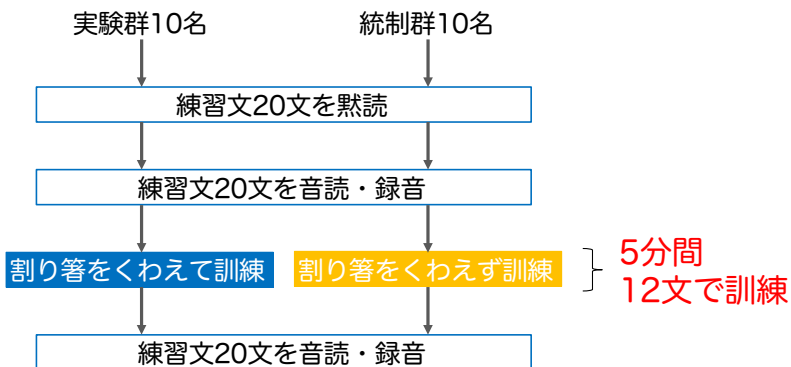 実験群10名
統制群10名
練習文20文を黙読
練習文20文を音読・録音
割り箸をくわえて訓練
割り箸をくわえず訓練
5分間
12文で訓練
練習文20文を音読・録音